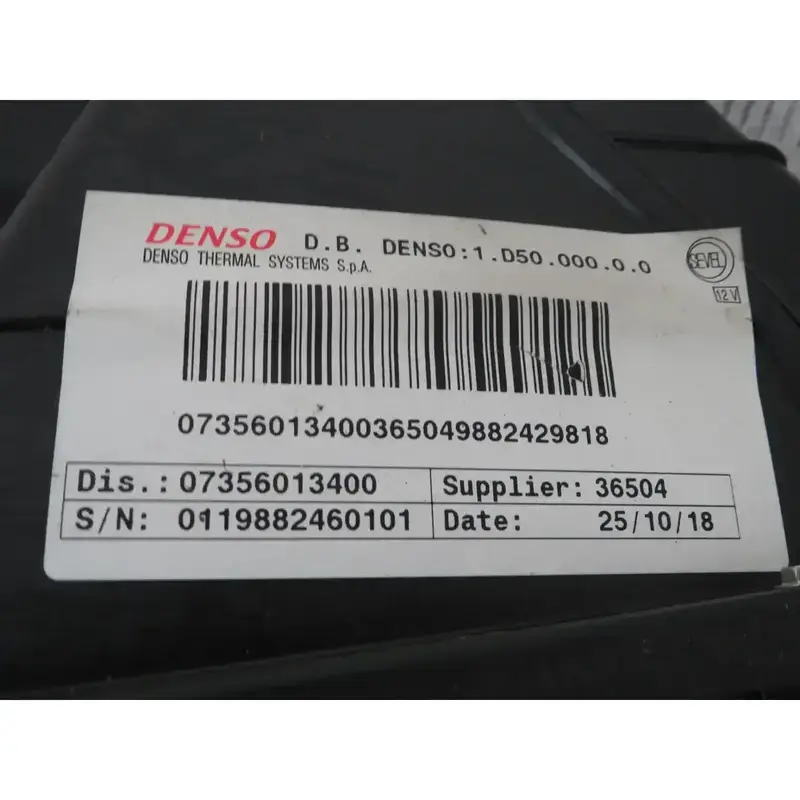 DENSO D.B. DENSO:1.D50.000.0.0
DENSO THERMAL SYSTEMS S.p.A.
SEVEL
12 V
07356013400365049882429818
Dis.: 07356013400 Supplier: 36504
S/N: 0119882460101 Date: 25/10/18